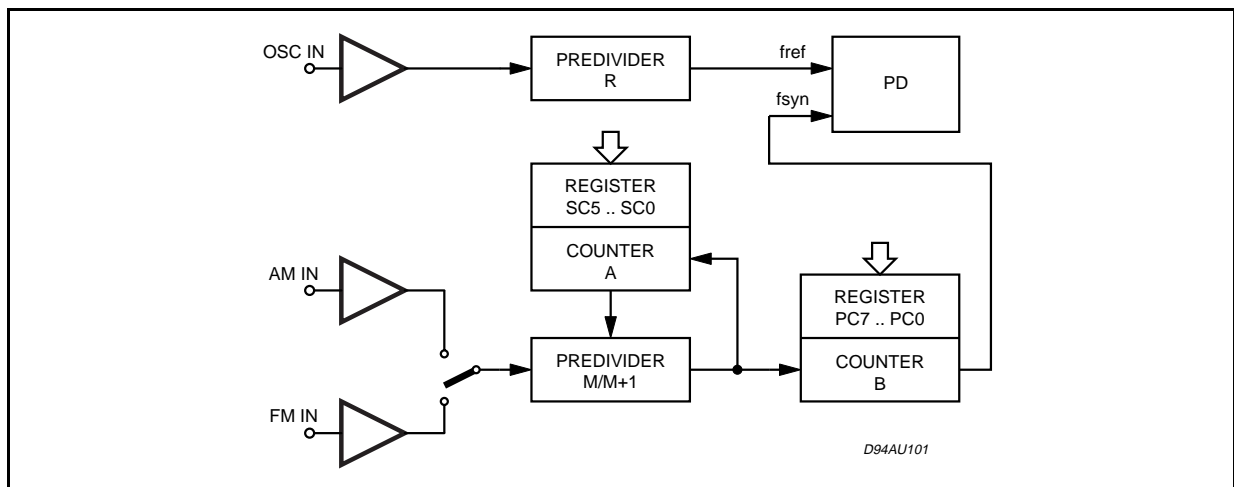 OSC IN
PREDIVIDER
R
fref
PD
fsyn
REGISTER
SC5 .. SC0
COUNTER
A
AM IN
REGISTER
PC7 .. PC0
PREDIVIDER
M/M+1
COUNTER
B
FM IN
D94AU101